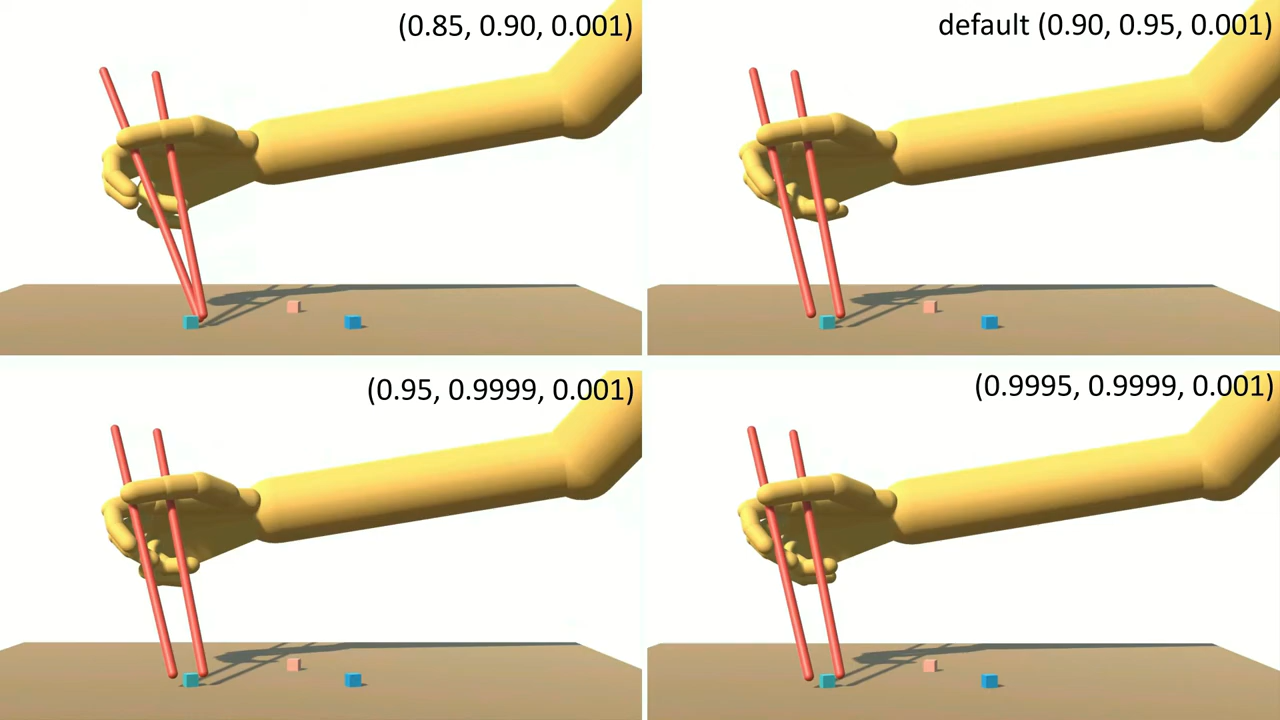 (0.85, 0.90, 0.001)
default (0.90, 0.95, 0.001)
(0.95, 0.9999, 0.001)
(0.9995, 0.9999, 0.001)